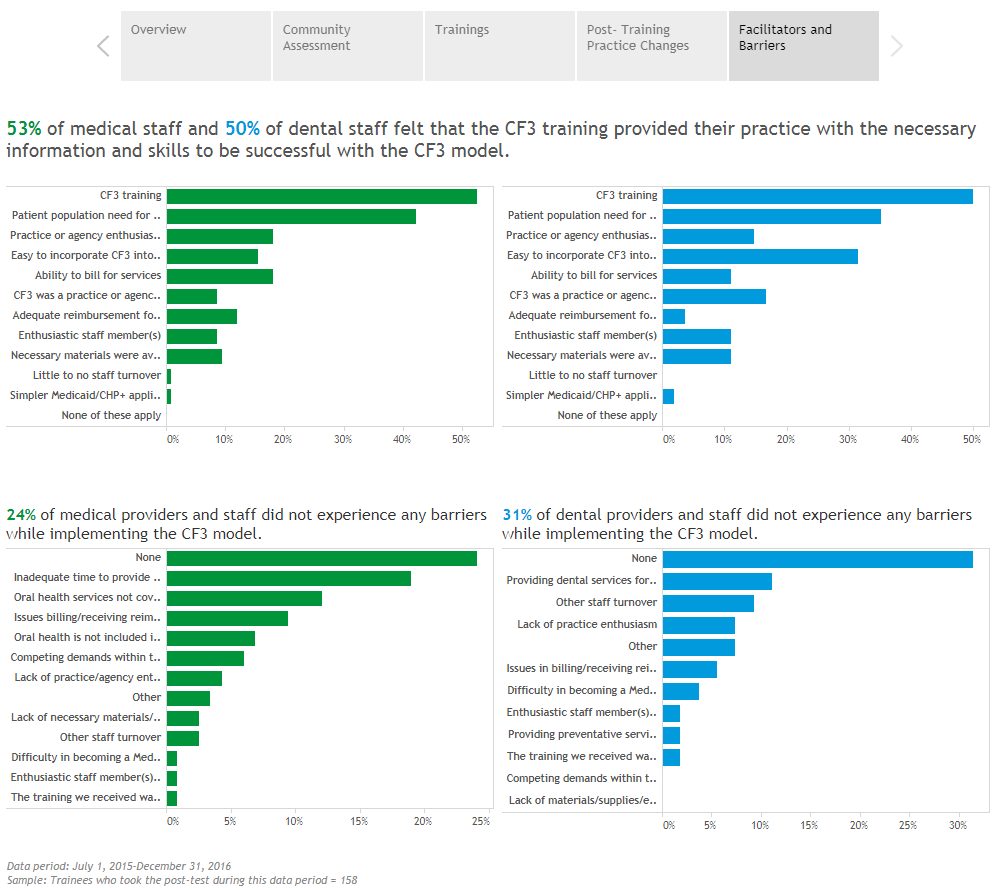 Overview
Community
Assessment
Trainings
Post- Training
Practice Changes
Facilitators and
Barriers
53% of medical staff and 50% of dental staff felt that the CF3 training provided their practice with the necessary
information and skills to be successful with the CF3 model.
CF3 training
Patient population need for ..
Practice or agency enthusias..
Easy to incorporate CF3 into..
Ability to bill for services
CF3 was a practice or agenc..
Adequate reimbursement fo..
Enthusiastic staff member(s)
Necessary materials were av..
Little to no staff turnover
Simpler Medicaid/CHP+ appli..
None of these apply
0% 10% 20% 30% 40% 50%
CF3 training
Patient population need for ..
Practice or agency enthusias..
Easy to incorporate CF3 into..
Ability to bill for services
CF3 was a practice or agenc..
Adequate reimbursement fo..
Enthusiastic staff member(s)
Necessary materials were av..
Little to no staff turnover
Simpler Medicaid/CHP+ appli..
None of these apply
0% 10% 20% 30% 40% 50%
24% of medical providers and staff did not experience any barriers
while implementing the CF3 model.
None
Inadequate time to provide ..
Oral health services not cov..
Issues billing/receiving reim..
Oral health is not included i..
Competing demands within t..
Lack of practice/agency ent..
Other
Lack of necessary materials/..
Other staff turnover
Difficulty in becoming a Med..
Enthusiastic staff member(s)..
The training we received wa..
0% 5% 10% 15% 20% 25%
31% of dental providers and staff did not experience any barriers
while implementing the CF3 model.
None
Providing dental services for..
Other staff turnover
Lack of practice enthusiasm
Other
Issues in billing/receiving rei..
Difficulty in becoming a Med..
Enthusiastic staff member(s)..
Providing preventative servi..
The training we received wa..
Competing demands within t..
Lack of materials/supplies/e..
0% 5% 10% 15% 20% 25% 30%
Data period: July 1, 2015-December 31, 2016
Sample: Trainees who took the post-test during this data period = 158